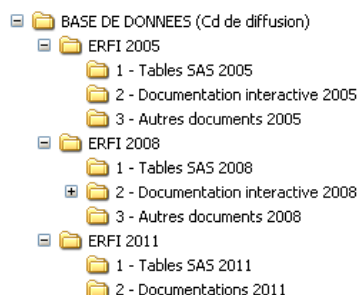 BASE DE DONNEES (Cd de diffusion)
ERFI 2005
1 - Tables SAS 2005
2 - Documentation interactive 2005
3 - Autres documents 2005
ERFI 2008
1 - Tables SAS 2008
2 - Documentation interactive 2008
3 - Autres documents 2008
ERFI 2011
1 - Tables SAS 2011
2 - Documentations 2011